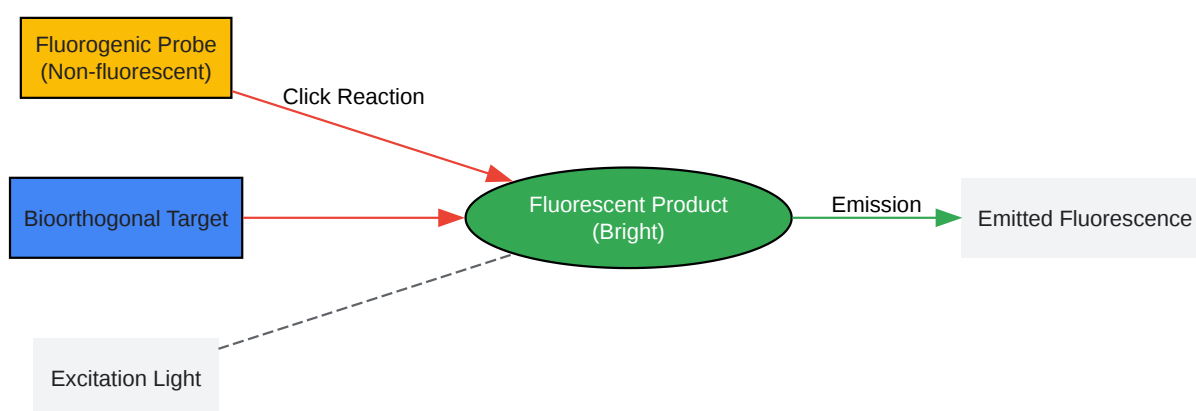 Fluorogenic Probe
(Non-fluorescent)
Click Reaction
Bioorthogonal Target
Fluorescent Product
(Bright)
Emission
Emitted Fluorescence
Excitation Light